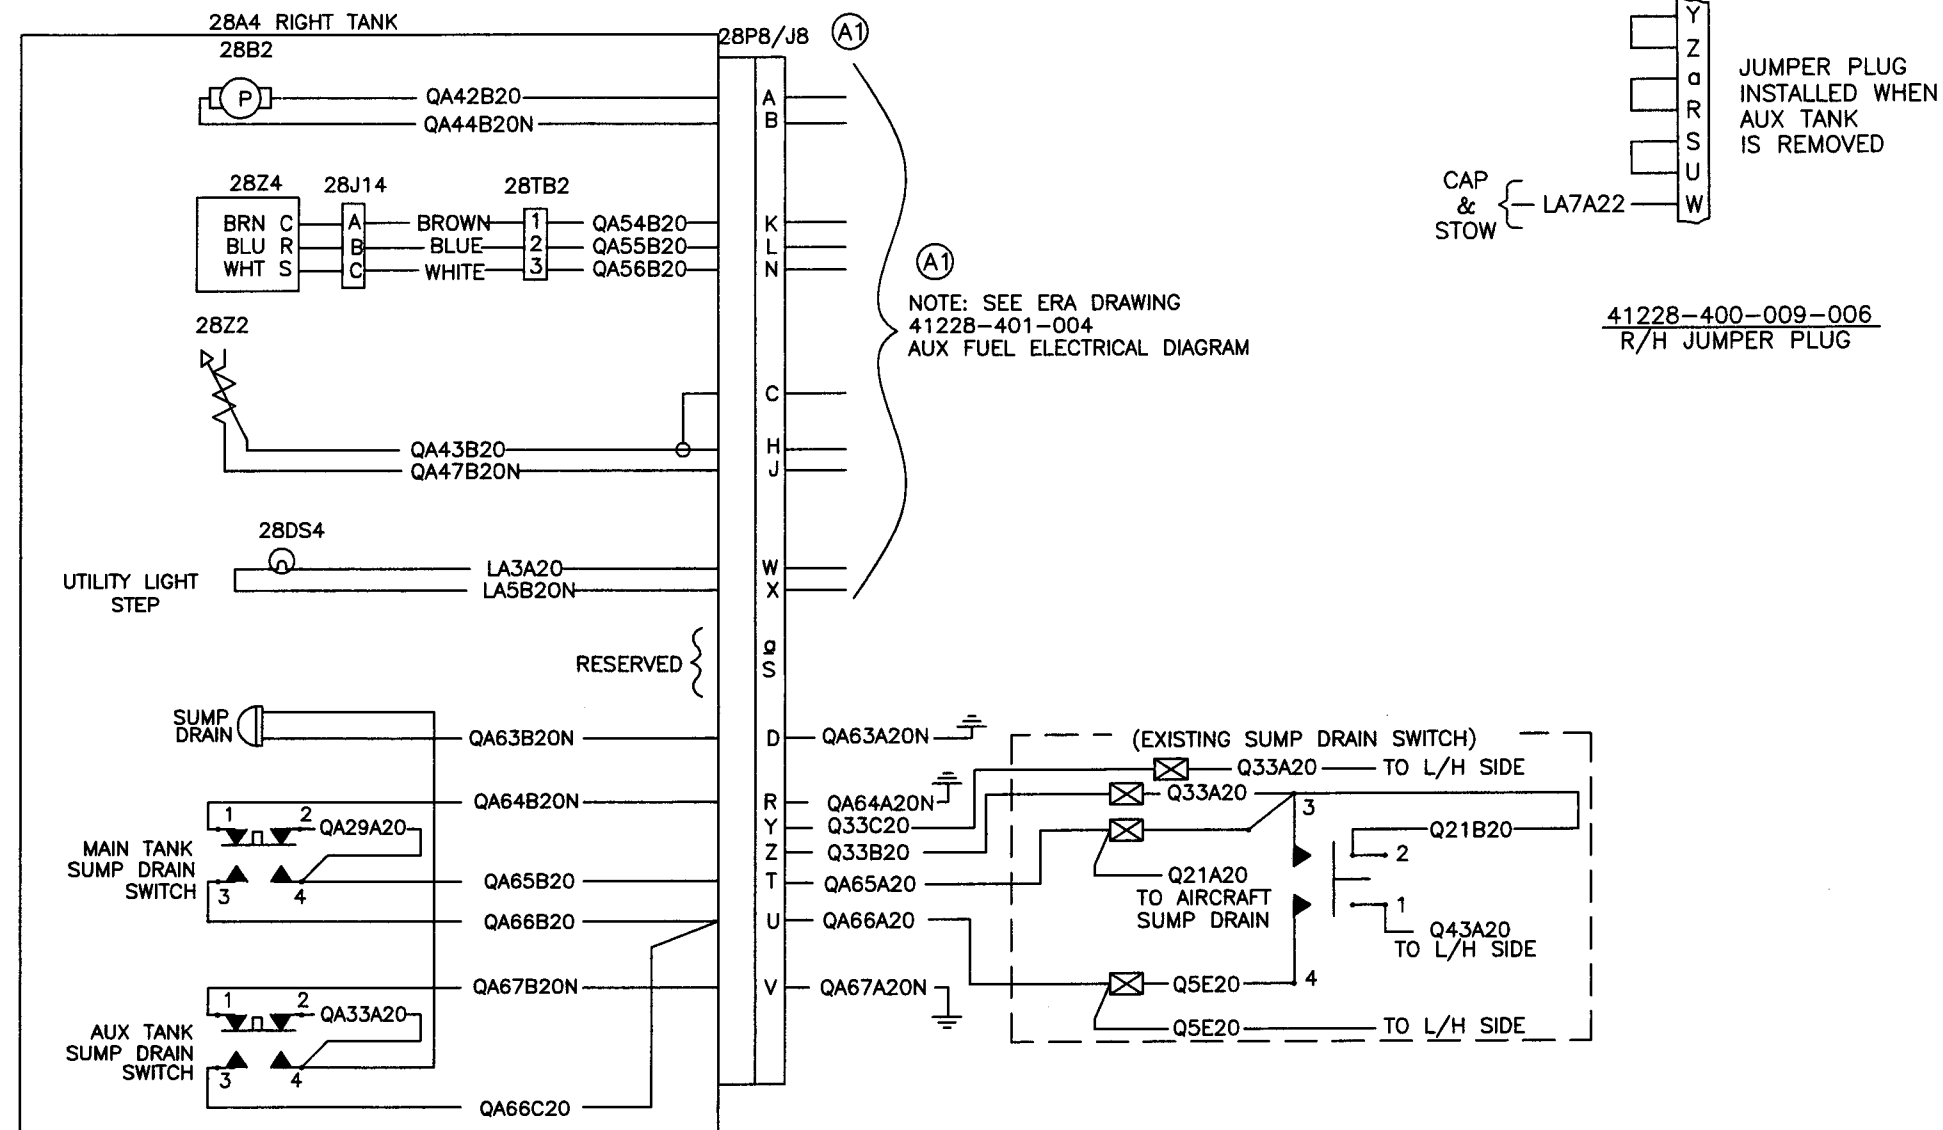 28A4 RIGHT TANK
28P8/J8
A1
28B2
P
QA42B20
A
QA44B20N
B
28Z4
28J14
28TB2
BRN C
A
BROWN
1
QA54B20
K
BLU R
B
BLUE
2
QA55B20
L
WHT S
C
WHITE
3
QA56B20
N
28Z2
C
QA43B20
H
QA47B20N
J
28DS4
UTILITY LIGHT
STEP
LA3A20
W
LA5B20N
X
RESERVED
q
S
SUMP
DRAIN
QA63B20N
D
QA63A20N
QA64B20N
R
QA64A20N
Y
Q33C20
Z
Q33B20
1
2
QA29A20
MAIN TANK
SUMP DRAIN
SWITCH
3
4
QA65B20
T
QA65A20
QA66B20
U
QA66A20
QA67B20N
V
QA67A20N
1
2
QA33A20
AUX TANK
SUMP DRAIN
SWITCH
3
4
QA66C20
A1
NOTE: SEE ERA DRAWING
41228-401-004
AUX FUEL ELECTRICAL DIAGRAM
(EXISTING SUMP DRAIN SWITCH)
Q33A20
TO L/H SIDE
Q33A20
3
Q21B20
2
Q21A20
TO AIRCRAFT
SUMP DRAIN
1
Q43A20
TO L/H SIDE
Q5E20
4
Q5E20
TO L/H SIDE
Y
Z
a
R
S
U
W
JUMPER PLUG
INSTALLED WHEN
AUX TANK
IS REMOVED
CAP
&
STOW
LA7A22
41228-400-009-006
R/H JUMPER PLUG